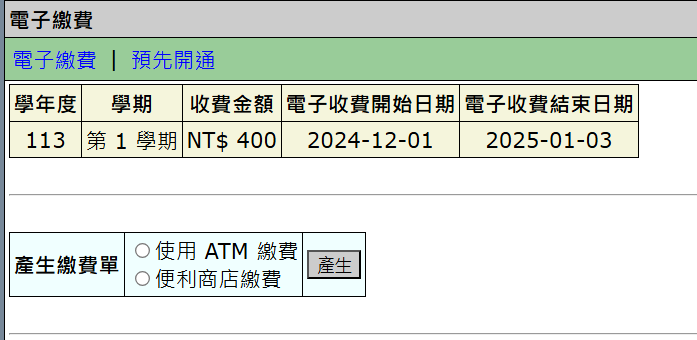 電子繳費
電子繳費 | 預先開通
學年度 學期 收費金額 電子收費開始日期 電子收費結束日期
113 第 1 學期 NT$ 400 2024-12-01 2025-01-03
產生繳費單 使用 ATM 繳費 產生
便利商店繳費